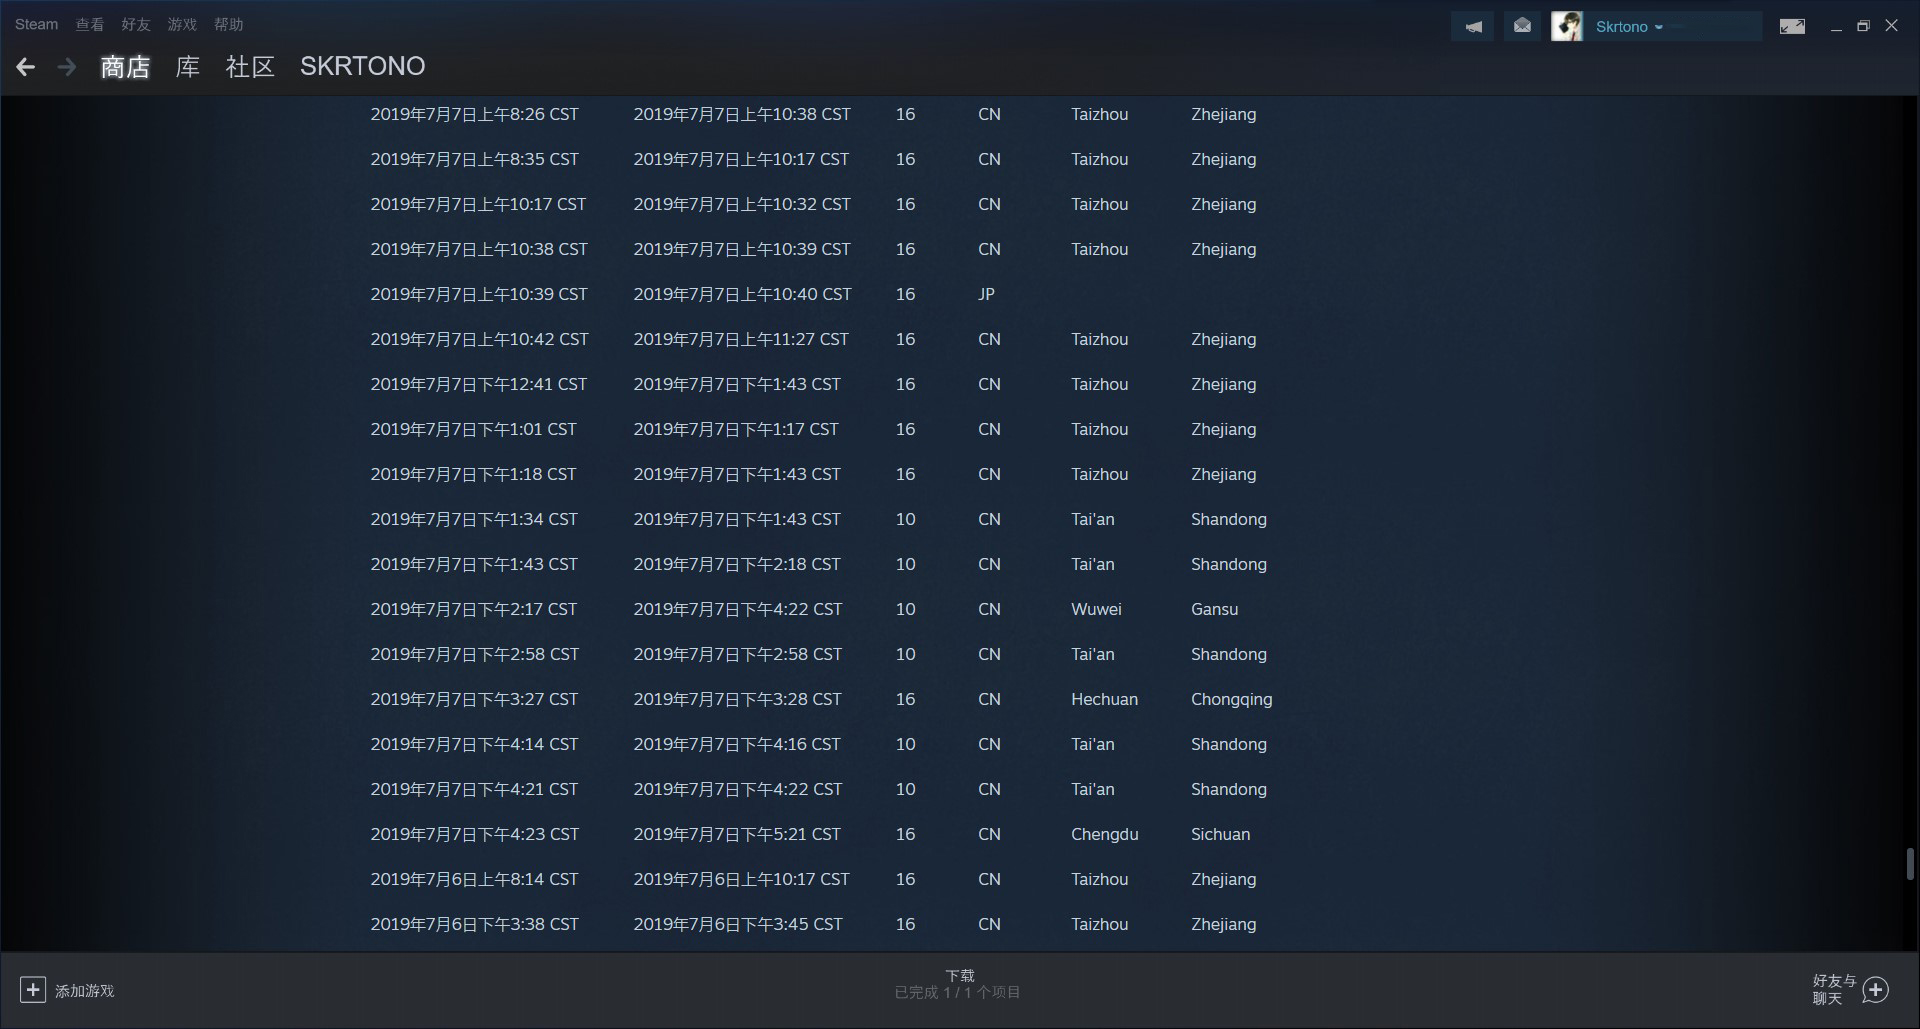 Steam 查看 好友 游戏 帮助 Skrtono
商店 库 社区 SKRTONO
2019年7月7日上午8:26 CST 2019年7月7日上午10:38 CST 16 CN Taizhou Zhejiang
2019年7月7日上午8:35 CST 2019年7月7日上午10:17 CST 16 CN Taizhou Zhejiang
2019年7月7日上午10:17 CST 2019年7月7日上午10:32 CST 16 CN Taizhou Zhejiang
2019年7月7日上午10:38 CST 2019年7月7日上午10:39 CST 16 CN Taizhou Zhejiang
2019年7月7日上午10:39 CST 2019年7月7日上午10:40 CST 16 JP
2019年7月7日上午10:42 CST 2019年7月7日上午11:27 CST 16 CN Taizhou Zhejiang
2019年7月7日下午12:41 CST 2019年7月7日下午1:43 CST 16 CN Taizhou Zhejiang
2019年7月7日下午1:01 CST 2019年7月7日下午1:17 CST 16 CN Taizhou Zhejiang
2019年7月7日下午1:18 CST 2019年7月7日下午1:43 CST 16 CN Taizhou Zhejiang
2019年7月7日下午1:34 CST 2019年7月7日下午1:43 CST 10 CN Tai'an Shandong
2019年7月7日下午1:43 CST 2019年7月7日下午2:18 CST 10 CN Tai'an Shandong
2019年7月7日下午2:17 CST 2019年7月7日下午4:22 CST 10 CN Wuwei Gansu
2019年7月7日下午2:58 CST 2019年7月7日下午2:58 CST 10 CN Tai'an Shandong
2019年7月7日下午3:27 CST 2019年7月7日下午3:28 CST 16 CN Hechuan Chongqing
2019年7月7日下午4:14 CST 2019年7月7日下午4:16 CST 10 CN Tai'an Shandong
2019年7月7日下午4:21 CST 2019年7月7日下午4:22 CST 10 CN Tai'an Shandong
2019年7月7日下午4:23 CST 2019年7月7日下午5:21 CST 16 CN Chengdu Sichuan
2019年7月6日上午8:14 CST 2019年7月6日上午10:17 CST 16 CN Taizhou Zhejiang
2019年7月6日下午3:38 CST 2019年7月6日下午3:45 CST 16 CN Taizhou Zhejiang
添加游戏
下载
已完成 1 / 1 个项目
好友与
聊天